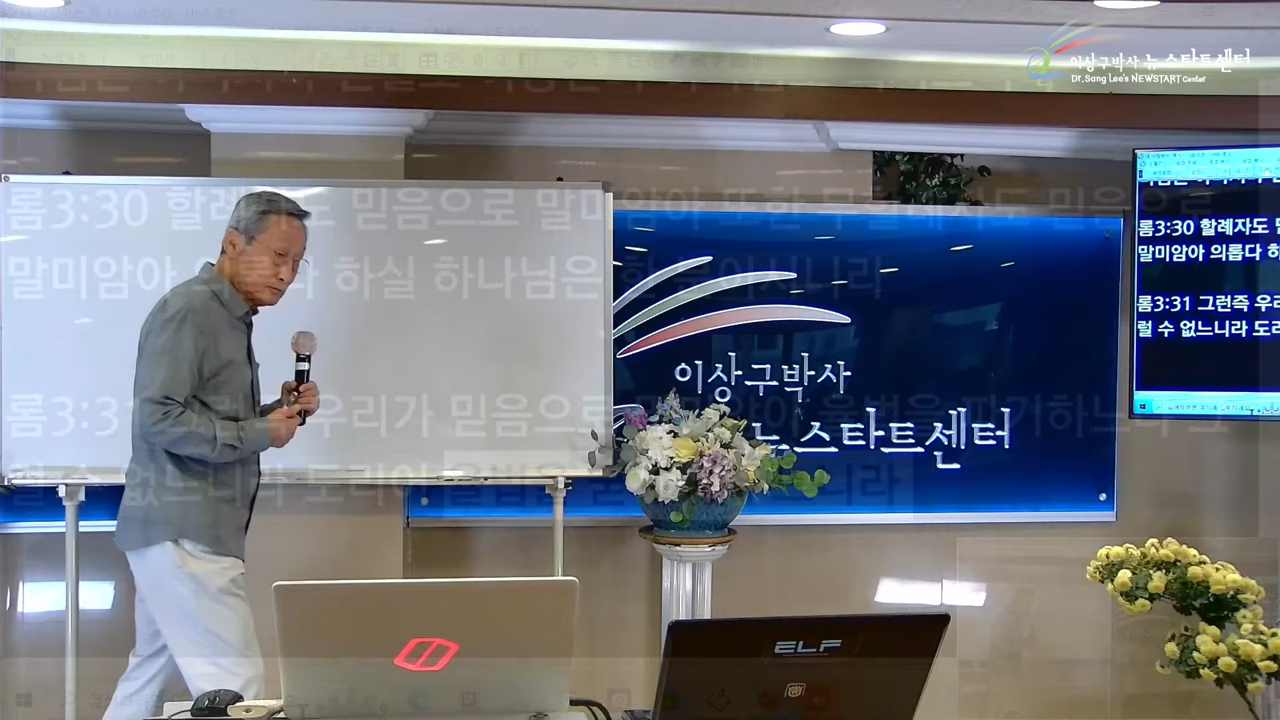 이상구박사 뉴스타트센터
Dr. Sang Lee's NEWSTART Center
롬3:30 할례자도 믿음으로 말미암아 또한 무할례자도 믿음으로
말미암아 의롭다 하실 하나님은 한 분이시니라
롬3:31 그런즉 우리가 믿음으로 말미암아 율법을 파기하느냐 그
럴 수 없느니라 도리어 율법을 굳게 세우느니라
이상구박사
뉴스타트센터
롬3:30 할례자도
말미암아 의롭다 하
롬3:31 그런즉 우리
럴 수 없느니라 도리
ELF